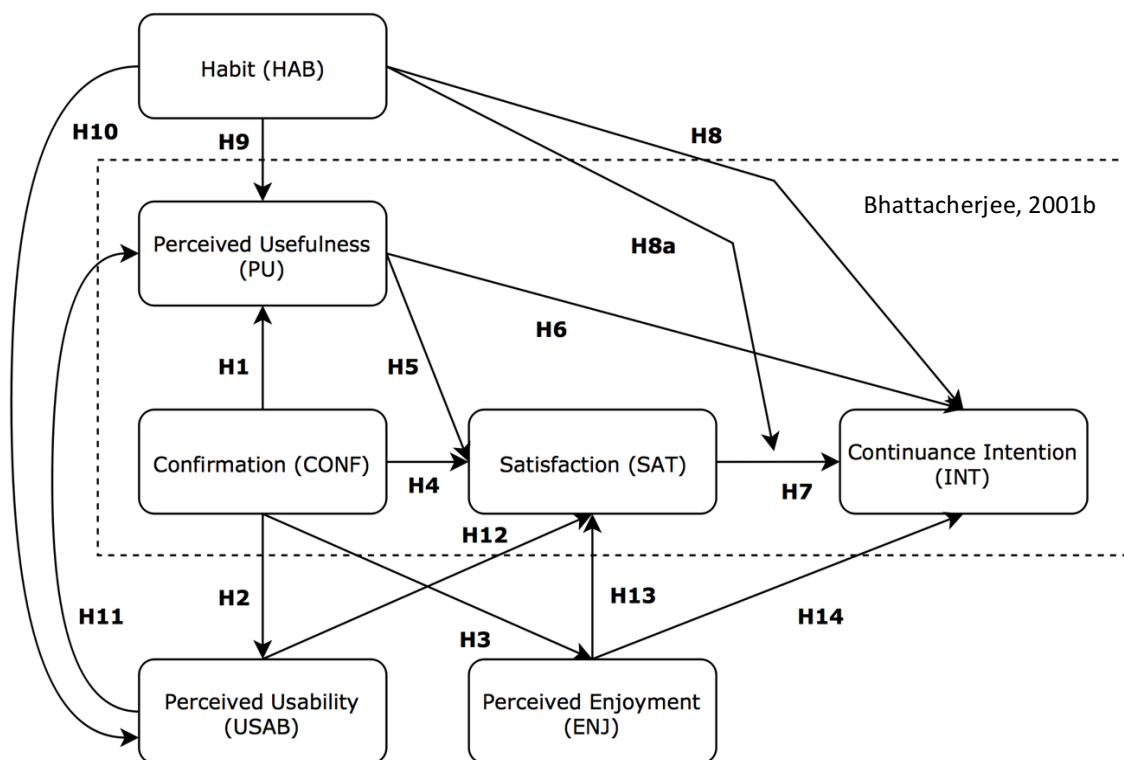 Habit (HAB)
H10
H9
H8
Bhattacherjee, 2001b
Perceived Usefulness
(PU)
H8a
H6
H1
H5
Confirmation (CONF)
H4
Satisfaction (SAT)
H7
Continuance Intention
(INT)
H12
H2
H13
H11
H3
H14
Perceived Usability
(USAB)
Perceived Enjoyment
(ENJ)